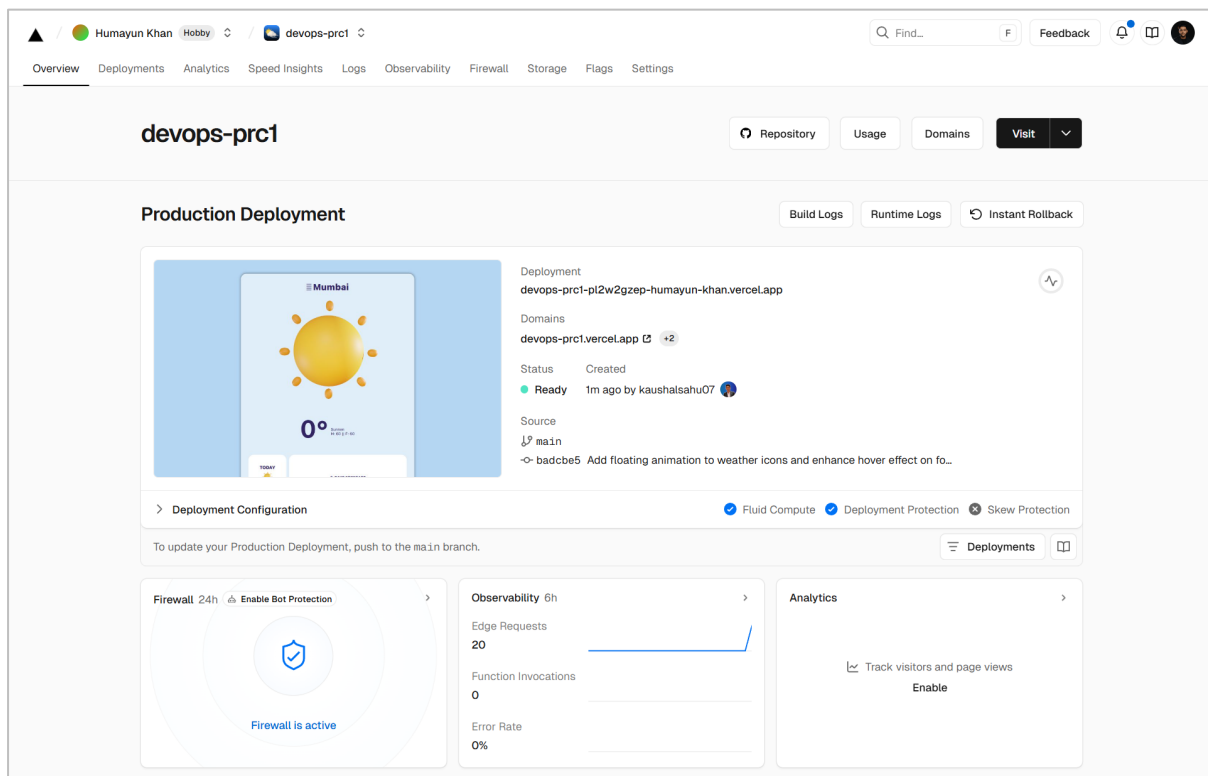 Humayun Khan Hobby devops-prc1 Find... F Feedback
Overview Deployments Analytics Speed Insights Logs Observability Firewall Storage Flags Settings
devops-prc1 Repository Usage Domains Visit
Production Deployment Build Logs Runtime Logs Instant Rollback
Mumbai
0°
TODAY
Deployment
devops-prc1-pl2w2gzep-humayun-khan.vercel.app
Domains
devops-prc1.vercel.app +2
Status Created
Ready 1m ago by kaushalsahu07
Source
main
badcbe5 Add floating animation to weather icons and enhance hover effect on fo…
Deployment Configuration Fluid Compute Deployment Protection Skew Protection
To update your Production Deployment, push to the main branch. Deployments
Firewall 24h Enable Bot Protection
Firewall is active
Observability 6h
Edge Requests
20
Function Invocations
0
Error Rate
0%
Analytics
Track visitors and page views
Enable